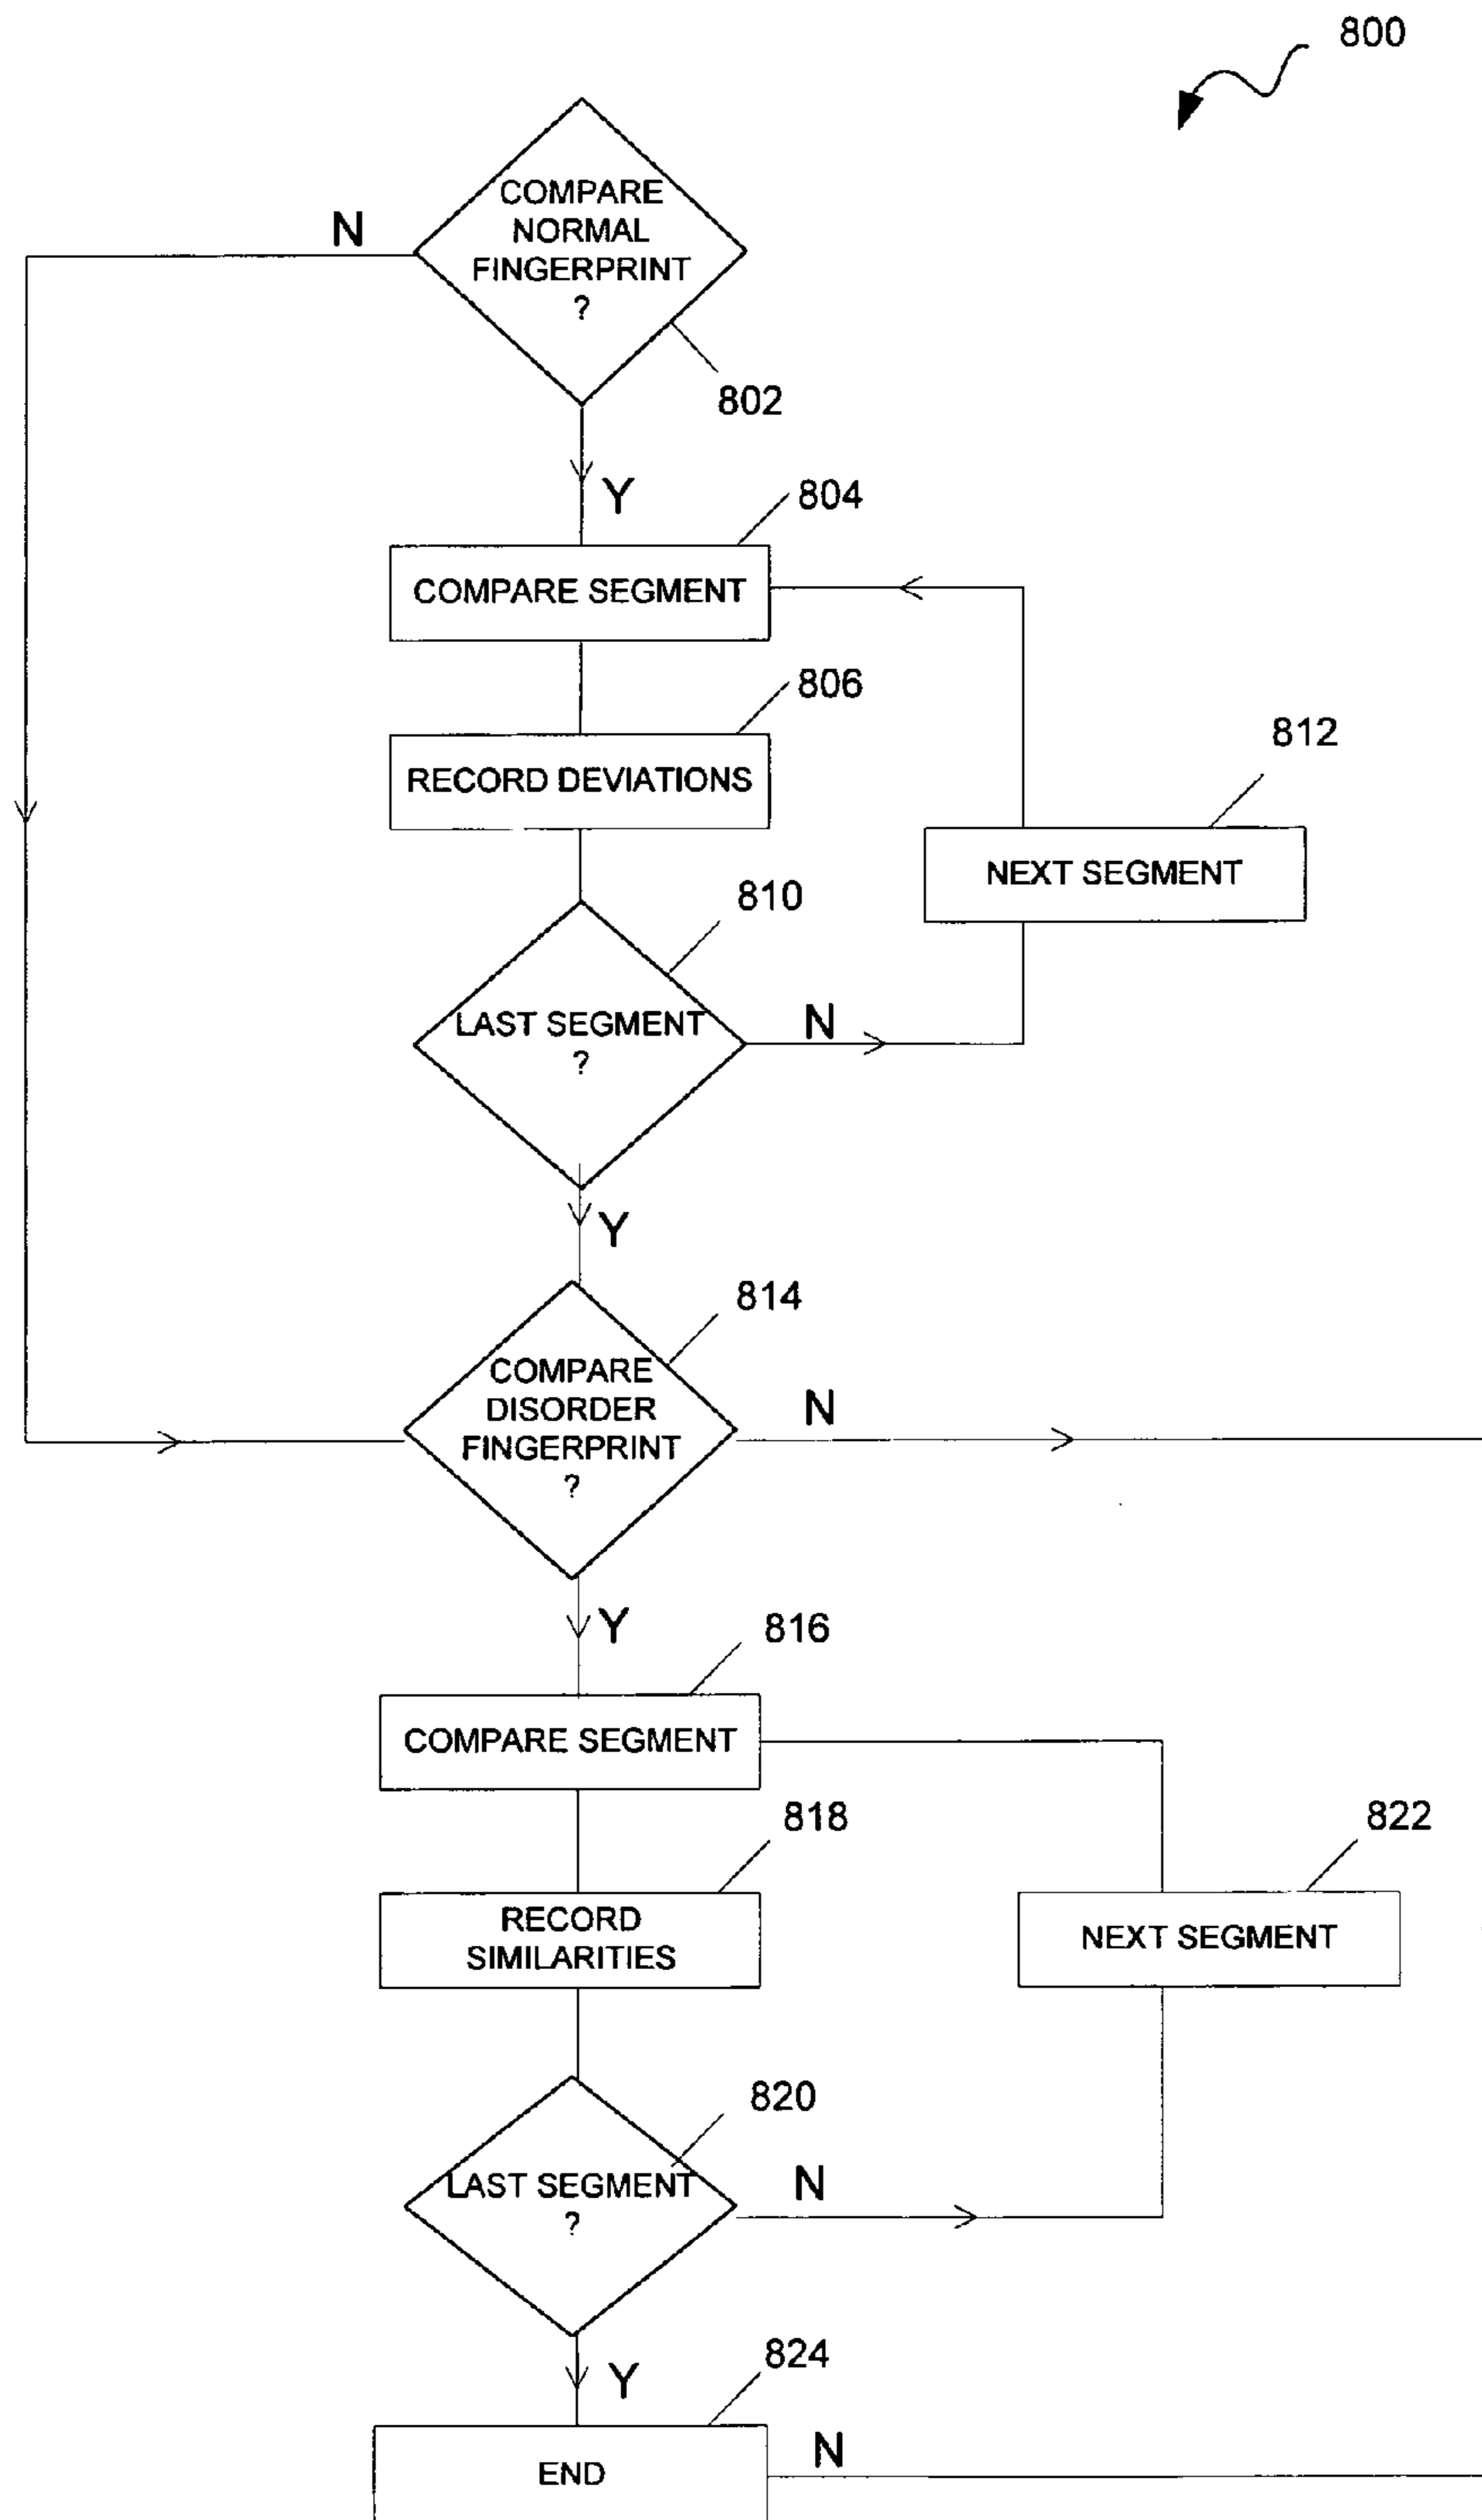 800
COMPARE
NORMAL
FINGERPRINT
?
N
802
Y
804
COMPARE SEGMENT
806
RECORD DEVIATIONS
812
NEXT SEGMENT
810
LAST SEGMENT
?
N
Y
814
COMPARE
DISORDER
FINGERPRINT
?
N
Y
816
COMPARE SEGMENT
818
RECORD
SIMILARITIES
822
NEXT SEGMENT
820
LAST SEGMENT
?
N
Y
824
END
N